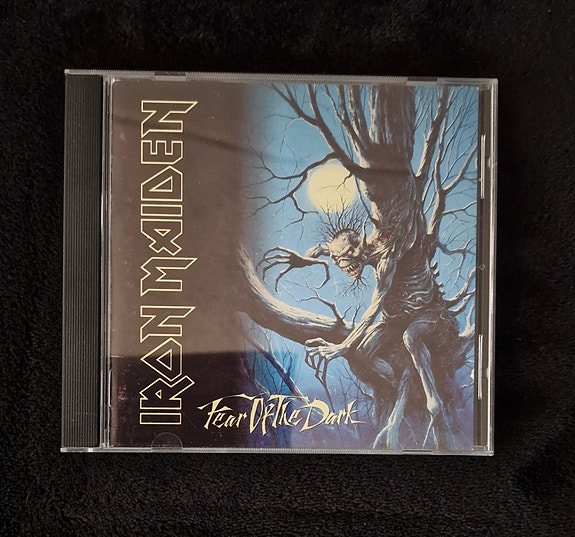 IRON MAIDEN
Fear Of The Dark